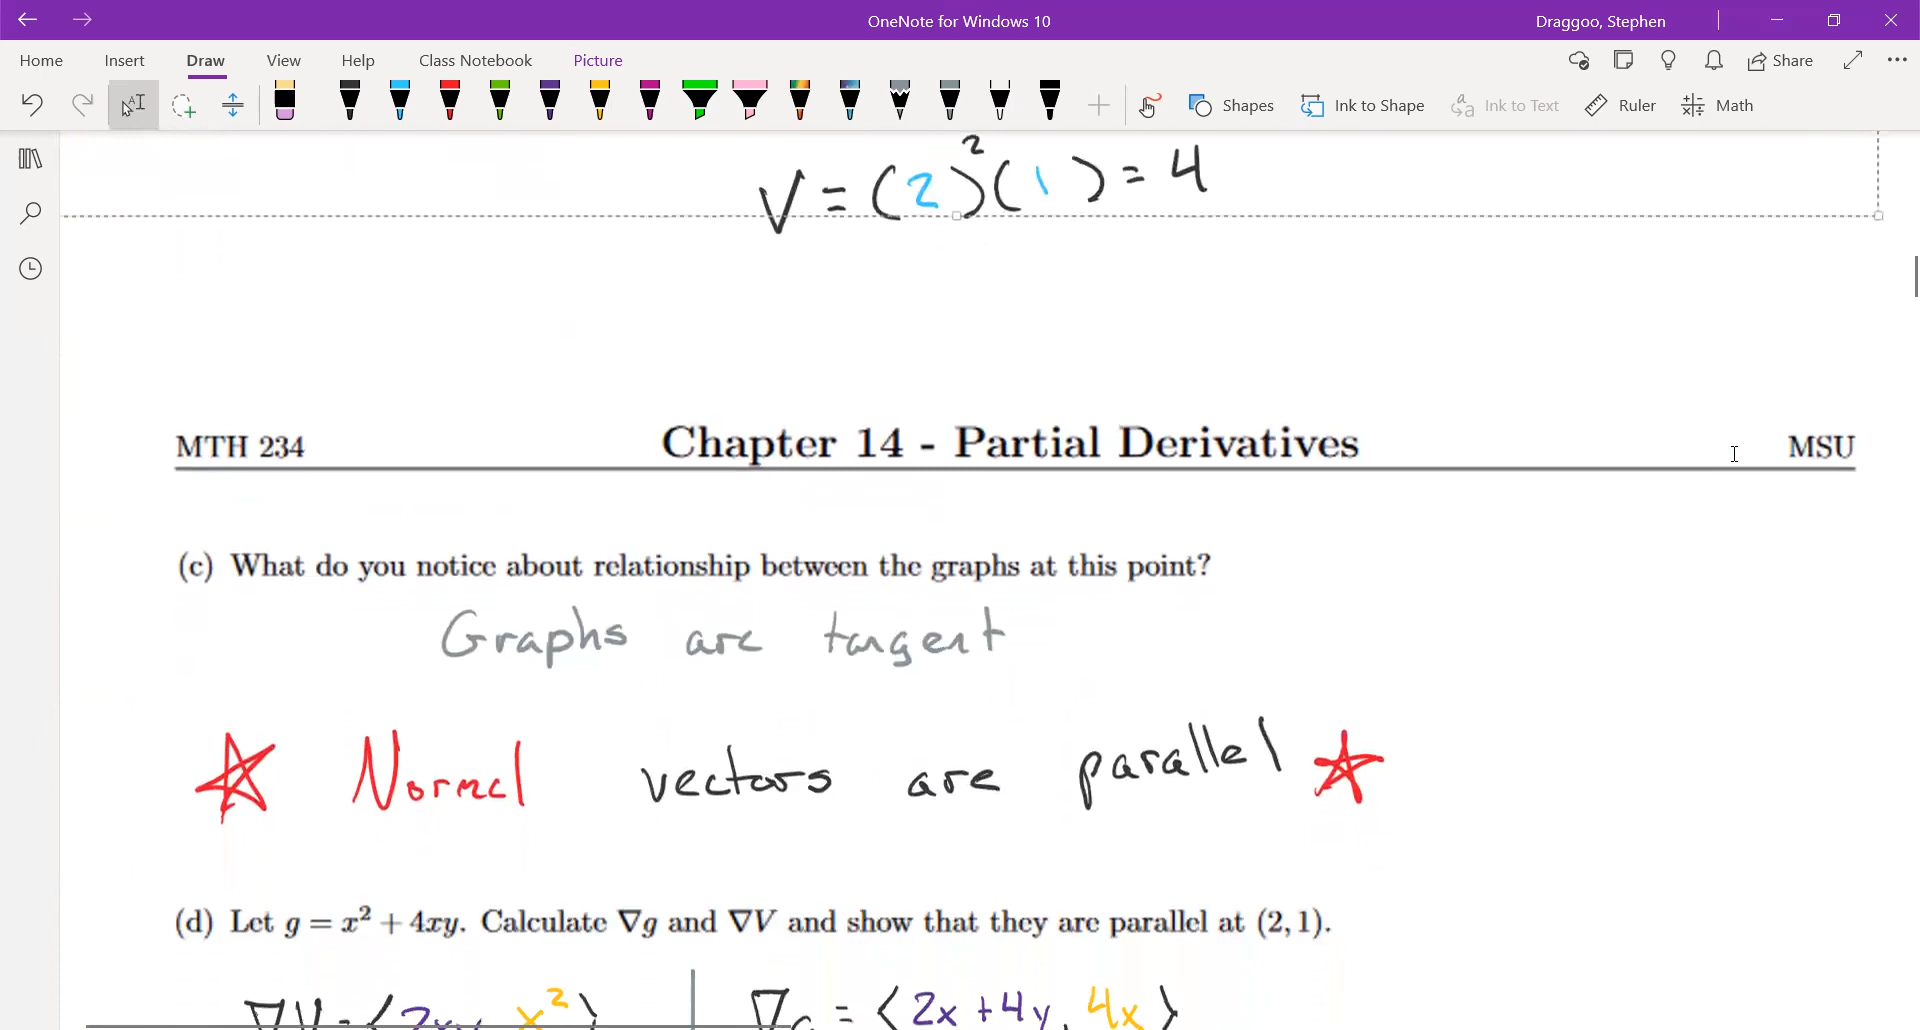 OneNote for Windows 10
Draggoo, Stephen
Home Insert Draw View Help Class Notebook Picture
Share
Shapes Ink to Shape Ink to Text Ruler Math
V = (2)²(1) = 4
MTH 234 Chapter 14 - Partial Derivatives MSU
(c) What do you notice about relationship between the graphs at this point?
Graphs are tangent
☆ Normal vectors are parallel ☆
(d) Let g = x² + 4xy. Calculate ∇g and ∇V and show that they are parallel at (2, 1).
∇V = ⟨2xy, x²⟩ ∇g = ⟨2x + 4y, 4x⟩